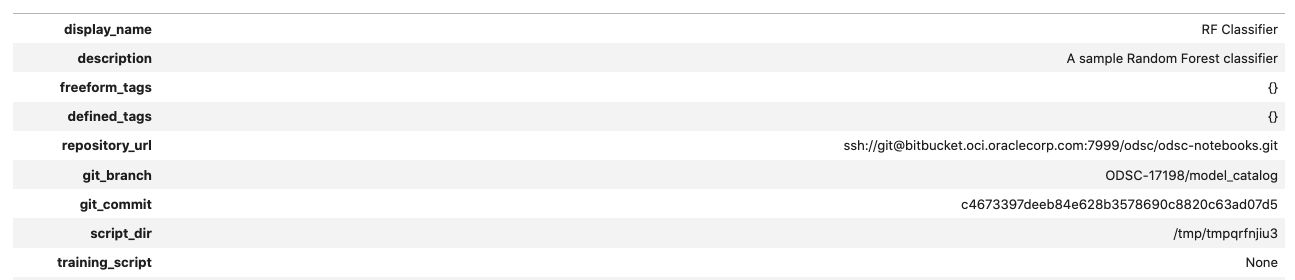 display_name RF Classifier
description A sample Random Forest classifier
freeform_tags {}
defined_tags {}
repository_url ssh://git@bitbucket.oci.oraclecorp.com:7999/odsc/odsc-notebooks.git
git_branch ODSC-17198/model_catalog
git_commit c4673397deeb84e628b3578690c8820c63ad07d5
script_dir /tmp/tmpqrfnjiu3
training_script None